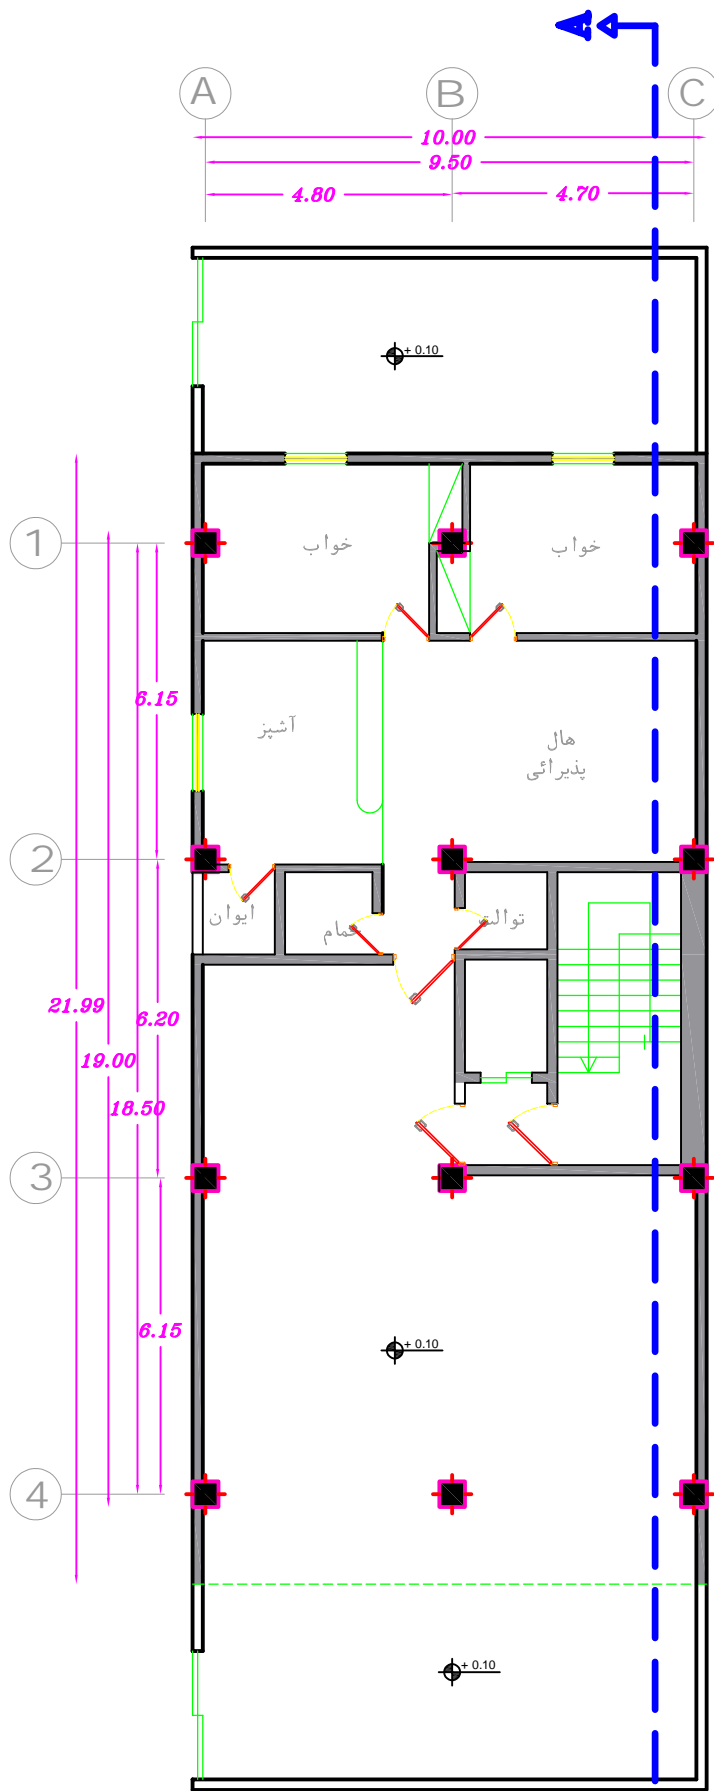 A
B
C
10.00
9.50
4.80
4.70
+ 0.10
1
خواب
خواب
6.15
آشپز
هال
پذیرائی
2
ایوان
حمام
توالت
21.99
6.20
19.00
18.50
3
6.15
+ 0.10
4
+ 0.10